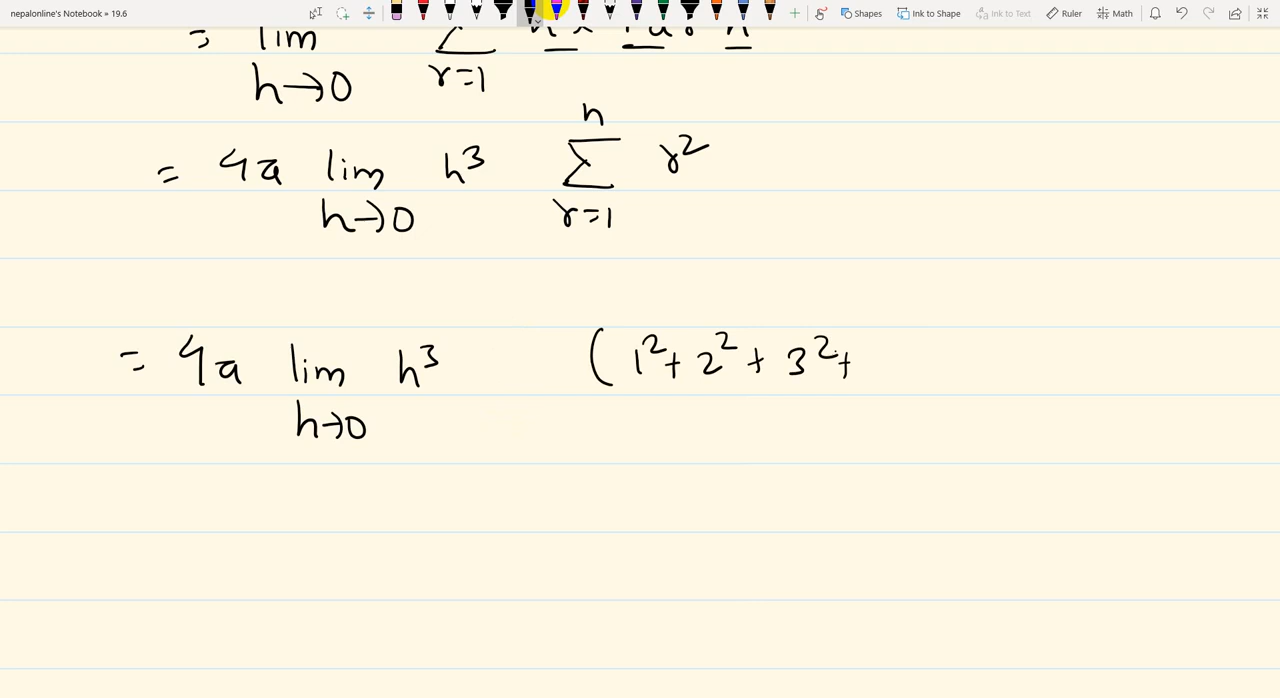 nepalonline's Notebook » 19.6
Shapes Ink to Shape Ink to Text Ruler Math
= lim
h→0 r=1
n
= 4a lim h³ ∑ r²
h→0 r=1
= 4a lim h³ (1² + 2² + 3² +
h→0